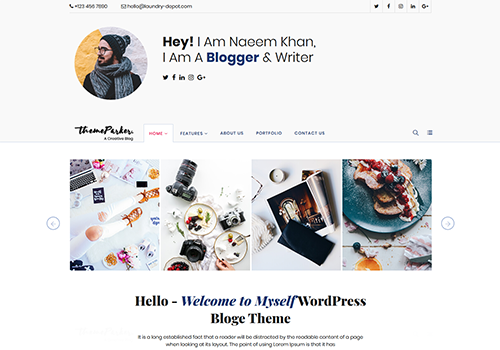 +123 456 7690
hello@laundry-depot.com
Hey! I Am Naeem Khan,
I Am A Blogger & Writer
themeParker.
A Creative Blog
HOME
FEATURES
ABOUT US
PORTFOLIO
CONTACT US
Hello - Welcome to Myself WordPress
Bloge Theme
It is a long established fact that a reader will be distracted by the readable content of a page
when looking at its layout. The point of using Lorem Ipsum is that it has